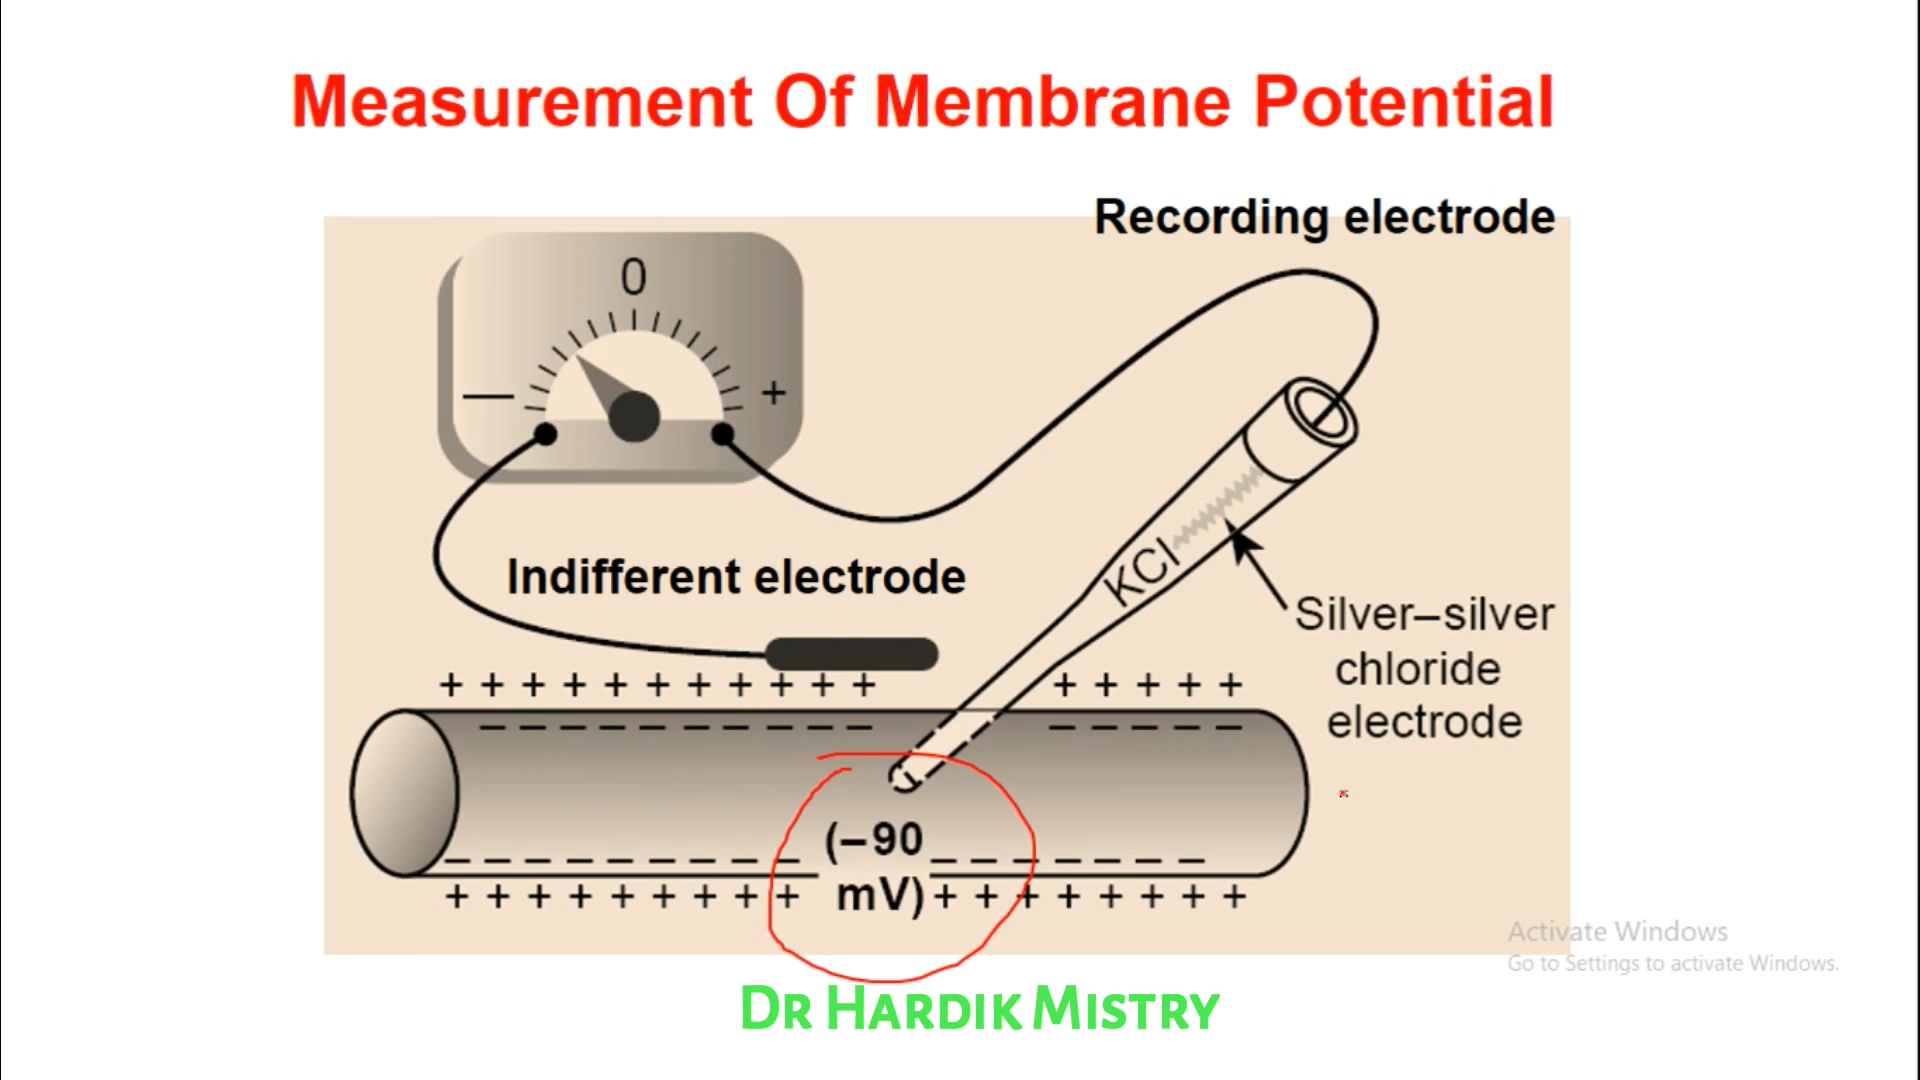 Measurement Of Membrane Potential
Recording electrode
0
— +
Indifferent electrode
KCl
Silver–silver
chloride
electrode
+ + + + + + + + + + +
+ + + + +
– – – – – – – – – –
– – – – –
(–90
mV)
– – – – – – – – –
– – – – – – –
+ + + + + + + + +
+ + + + + + + +
Activate Windows
Go to Settings to activate Windows.
DR HARDIK MISTRY